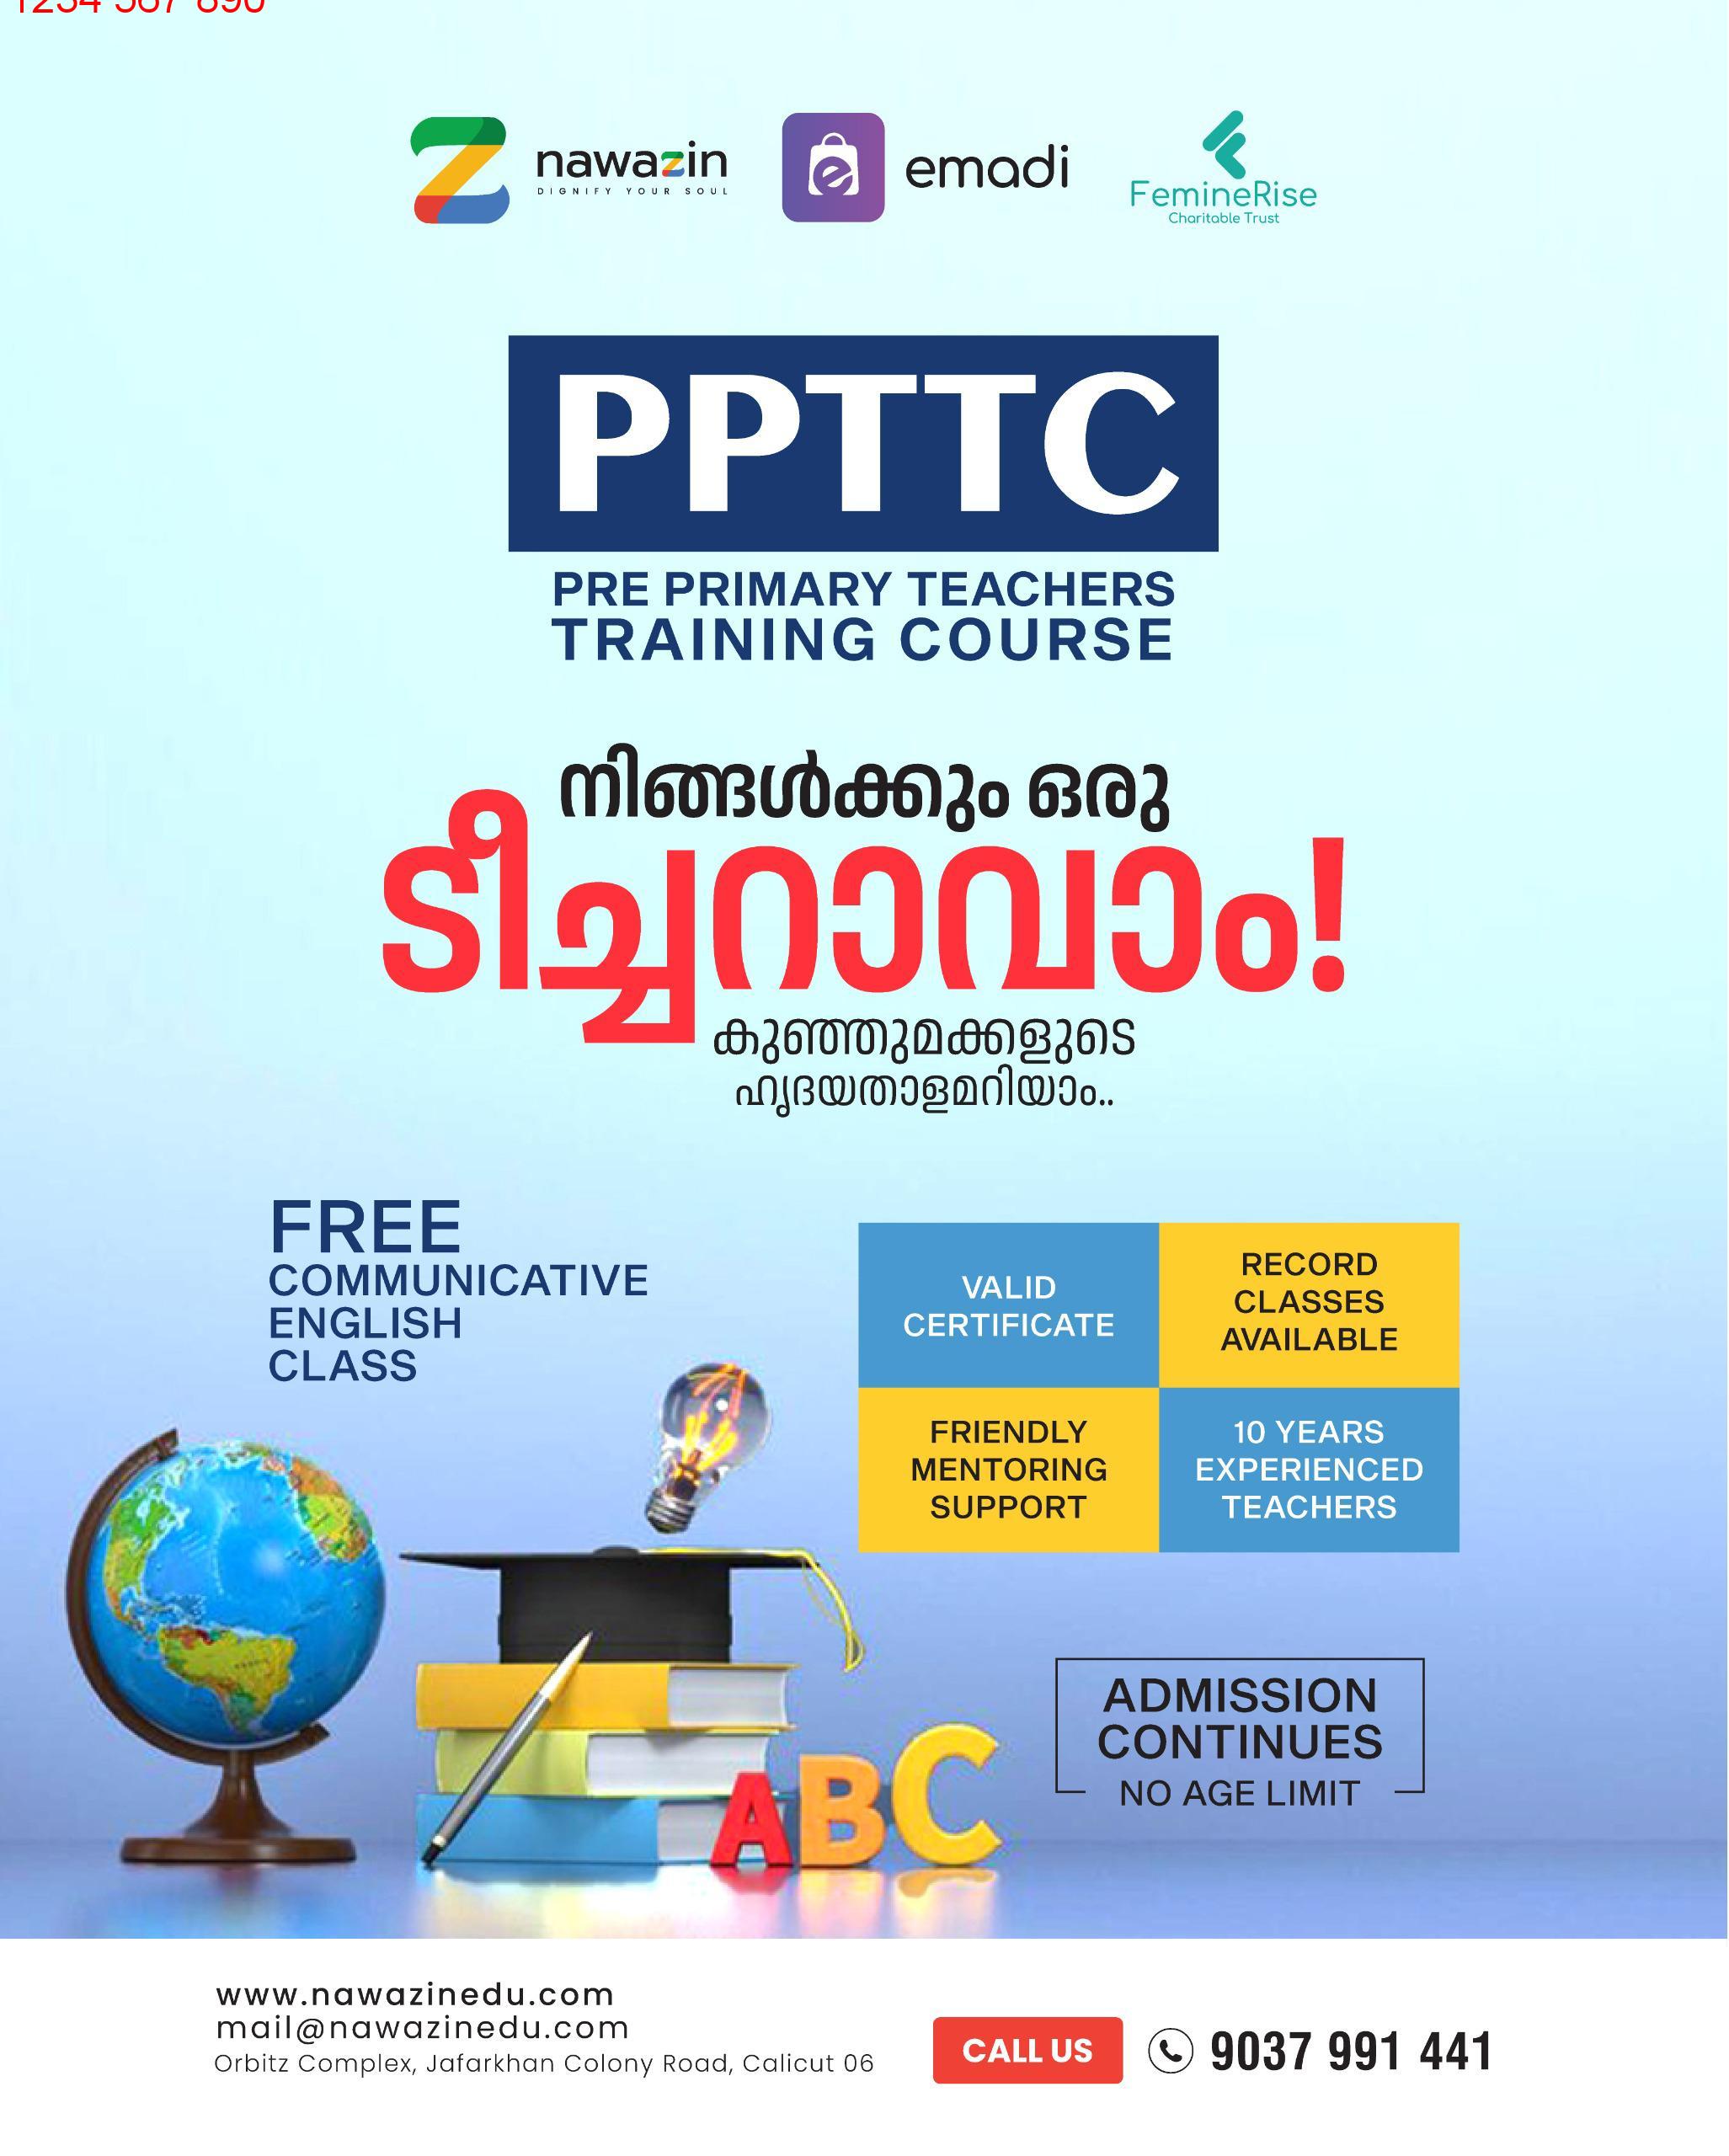 1234 567 890
nawazin
DIGNIFY YOUR SOUL
emadi
FemineRise
Charitable Trust
PPTTC
PRE PRIMARY TEACHERS
TRAINING COURSE
നിങ്ങൾക്കും ഒരു
ടീച്ചറാവാം!
കുഞ്ഞുമക്കളുടെ
ഹൃദയതാളമറിയാം..
FREE
COMMUNICATIVE
ENGLISH
CLASS
VALID
CERTIFICATE
RECORD
CLASSES
AVAILABLE
FRIENDLY
MENTORING
SUPPORT
10 YEARS
EXPERIENCED
TEACHERS
ABC
ADMISSION
CONTINUES
NO AGE LIMIT
www.nawazinedu.com
mail@nawazinedu.com
Orbitz Complex, Jafarkhan Colony Road, Calicut 06
CALL US
9037 991 441